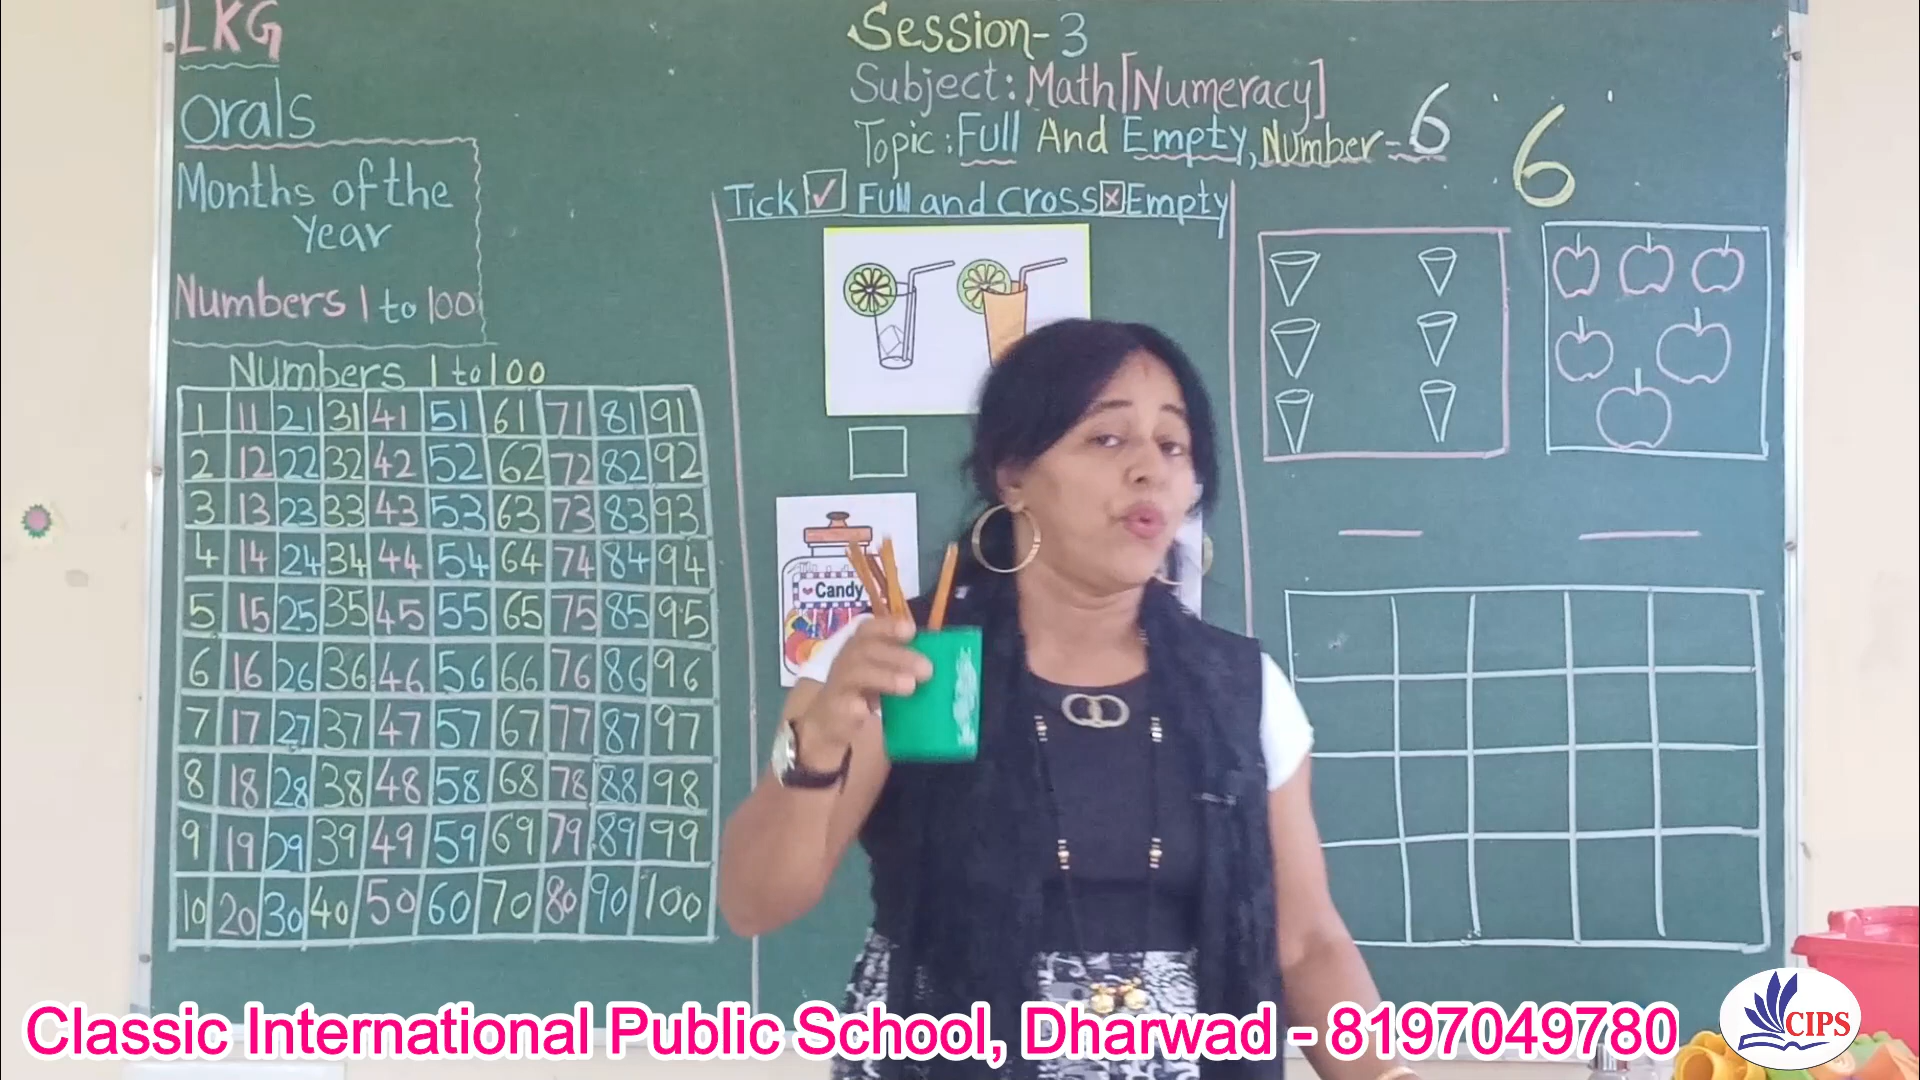 LKG
Orals
Months of the
Year
Numbers 1 to 100
Session-3
Subject: Math[Numeracy]
Topic: Full And Empty, Number-6
6
Tick ✓ Full and Cross × Empty
Numbers 1 to 100
1 11 21 31 41 51 61 71 81 91
2 12 22 32 42 52 62 72 82 92
3 13 23 33 43 53 63 73 83 93
4 14 24 34 44 54 64 74 84 94
5 15 25 35 45 55 65 75 85 95
6 16 26 36 46 56 66 76 86 96
7 17 27 37 47 57 67 77 87 97
8 18 28 38 48 58 68 78 88 98
9 19 29 39 49 59 69 79 89 99
10 20 30 40 50 60 70 80 90 100
Candy
Classic International Public School, Dharwad - 8197049780
CIPS